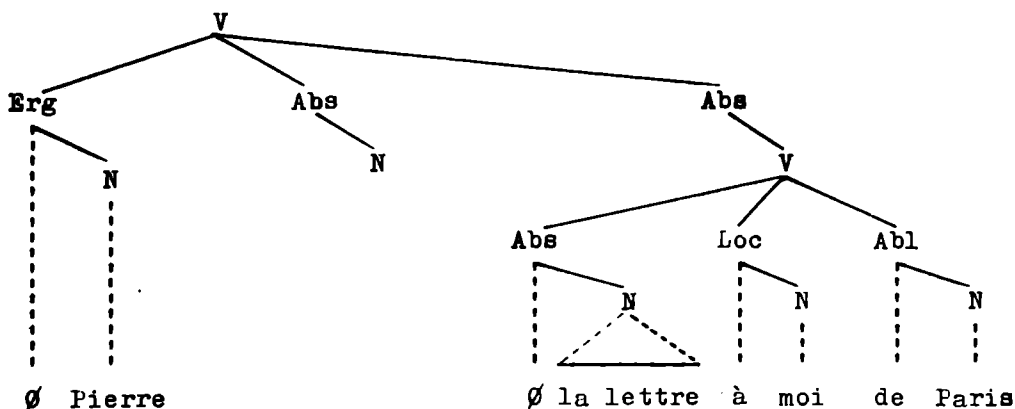 V
Erg Abs Abs
N N V
Abs Loc Abl
N N N
Ø Pierre Ø la lettre à moi de Paris